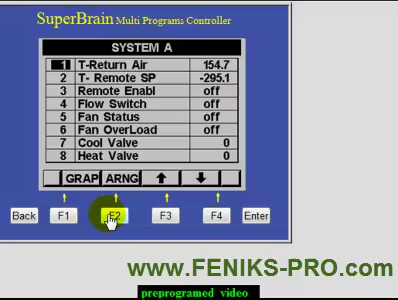 SuperBrain Multi Programs Controller
SYSTEM A
1 T-Return Air 154.7
2 T- Remote SP -295.1
3 Remote Enabl off
4 Flow Switch off
5 Fan Status off
6 Fan OverLoad off
7 Cool Valve 0
8 Heat Valve 0
GRAP ARNG
Back F1 F2 F3 F4 Enter
www.FENIKS-PRO.com
preprogramed video